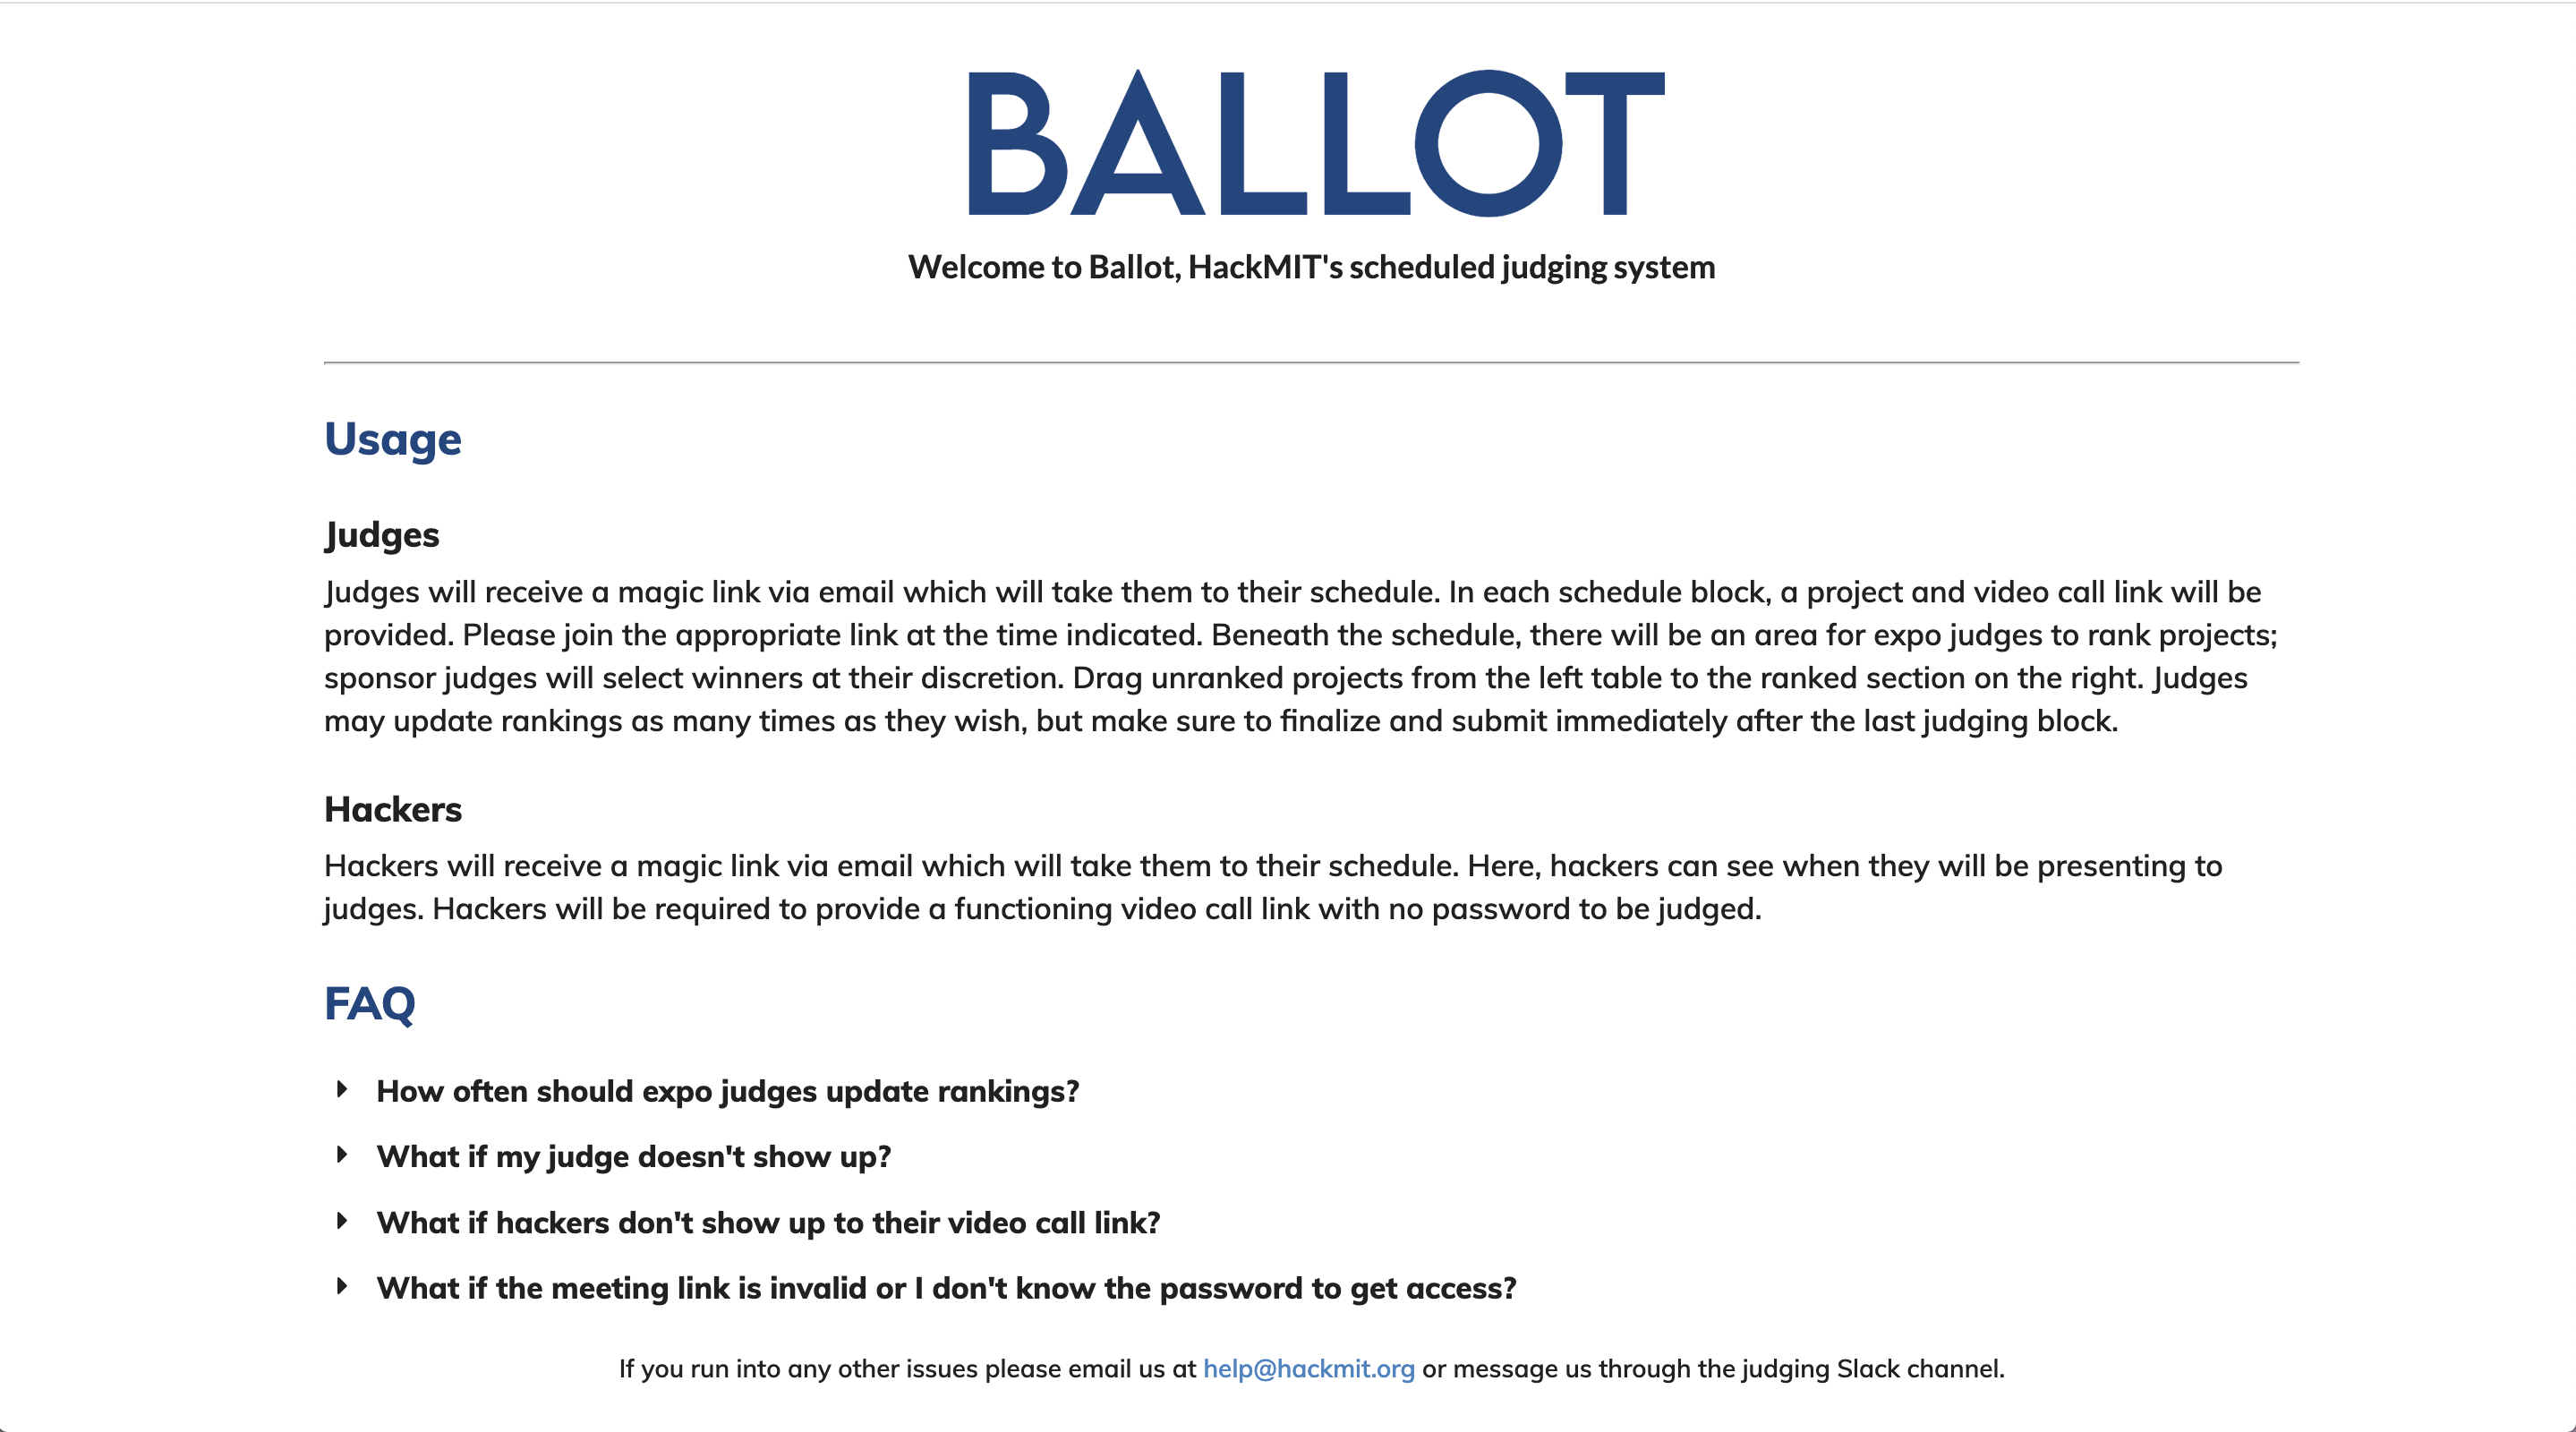 BALLOT
Welcome to Ballot, HackMIT's scheduled judging system
Usage
Judges
Judges will receive a magic link via email which will take them to their schedule. In each schedule block, a project and video call link will be
provided. Please join the appropriate link at the time indicated. Beneath the schedule, there will be an area for expo judges to rank projects;
sponsor judges will select winners at their discretion. Drag unranked projects from the left table to the ranked section on the right. Judges
may update rankings as many times as they wish, but make sure to finalize and submit immediately after the last judging block.
Hackers
Hackers will receive a magic link via email which will take them to their schedule. Here, hackers can see when they will be presenting to
judges. Hackers will be required to provide a functioning video call link with no password to be judged.
FAQ
How often should expo judges update rankings?
What if my judge doesn't show up?
What if hackers don't show up to their video call link?
What if the meeting link is invalid or I don't know the password to get access?
If you run into any other issues please email us at help@hackmit.org or message us through the judging Slack channel.